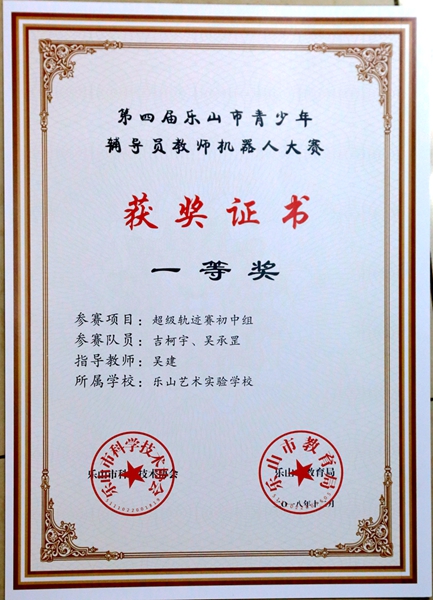 第四届乐山市青少年
辅导员教师机器人大赛
获奖证书
一等奖
参赛项目：超级轨迹赛初中组
参赛队员：吉柯宇、吴承罡
指导教师：吴建
所属学校：乐山艺术实验学校
乐山市科学技术协会
乐山市教育局